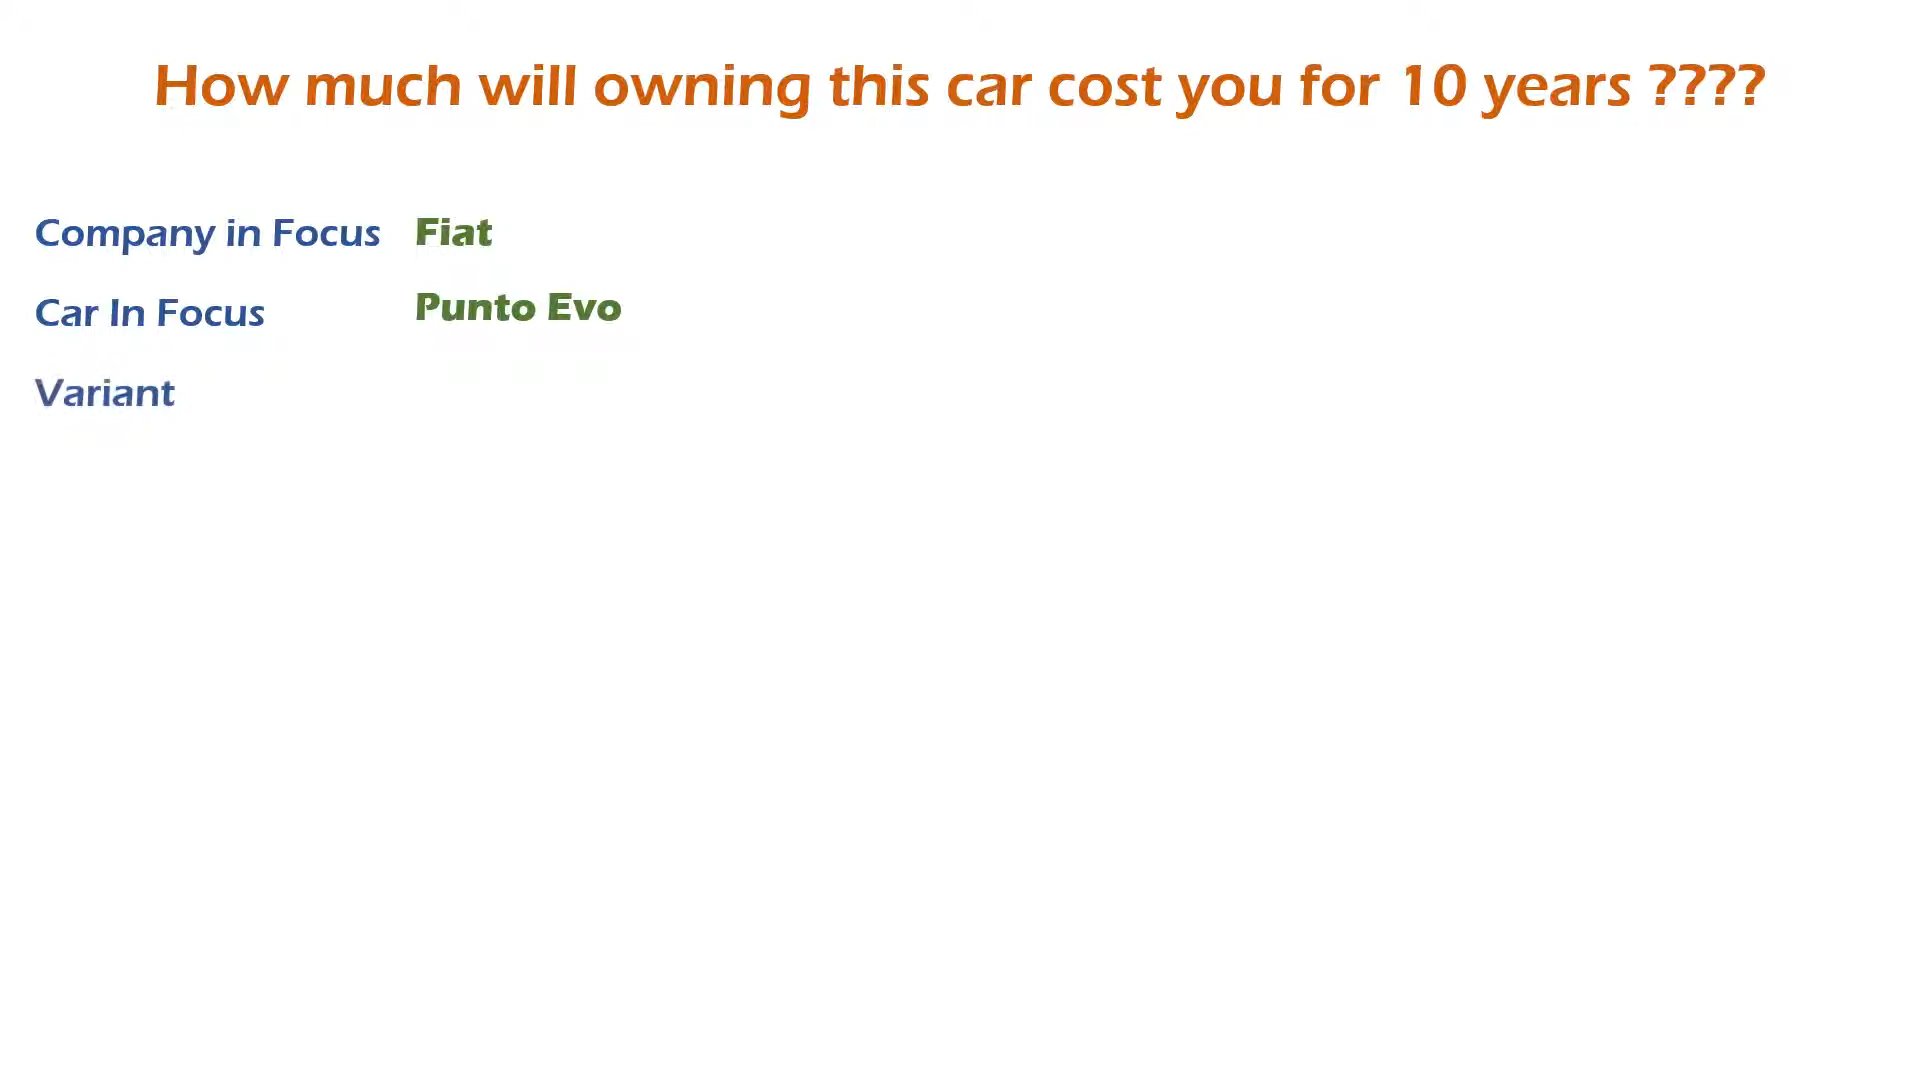 How much will owning this car cost you for 10 years ????
Company in Focus Fiat
Car In Focus Punto Evo
Variant